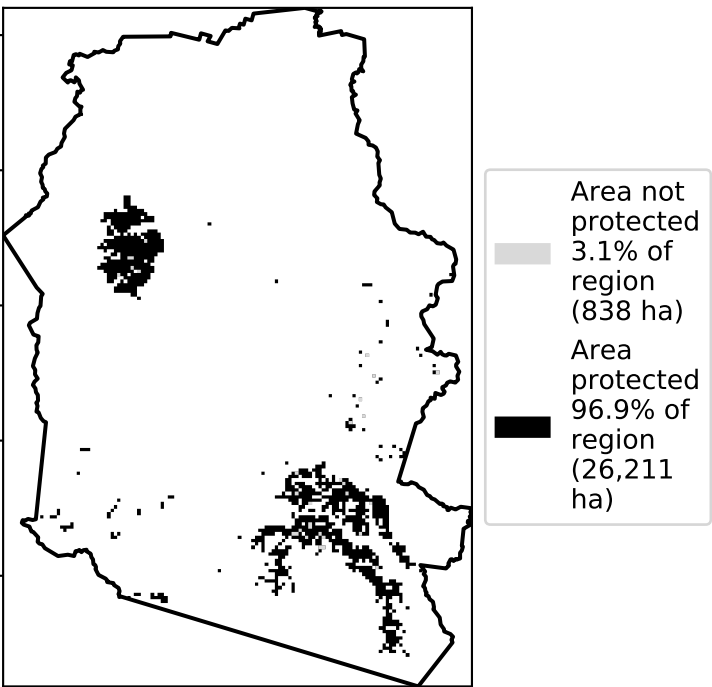 Area not
protected
3.1% of
region
(838 ha)
Area
protected
96.9% of
region
(26,211
ha)